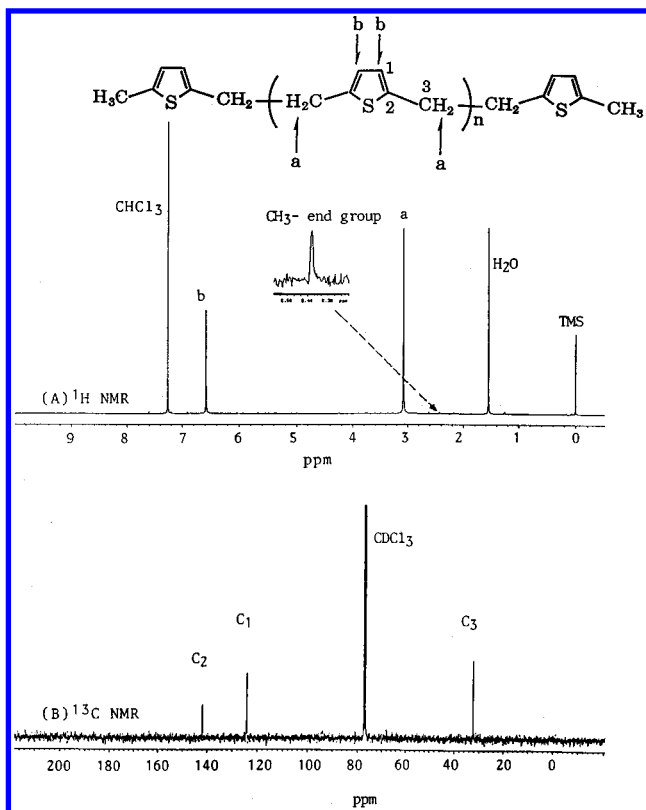 b b
H₃C S CH₂ ( H₂C S 1 2 3 CH₂ )n CH₂ S CH₃
a a
CHCl₃
CH₃- end group
a
H₂O
b
TMS
(A) ¹H NMR
9 8 7 6 5 4 3 2 1 0
ppm
CDCl₃
C₁
C₃
C₂
(B) ¹³C NMR
200 180 160 140 120 100 80 60 40 20 0
ppm